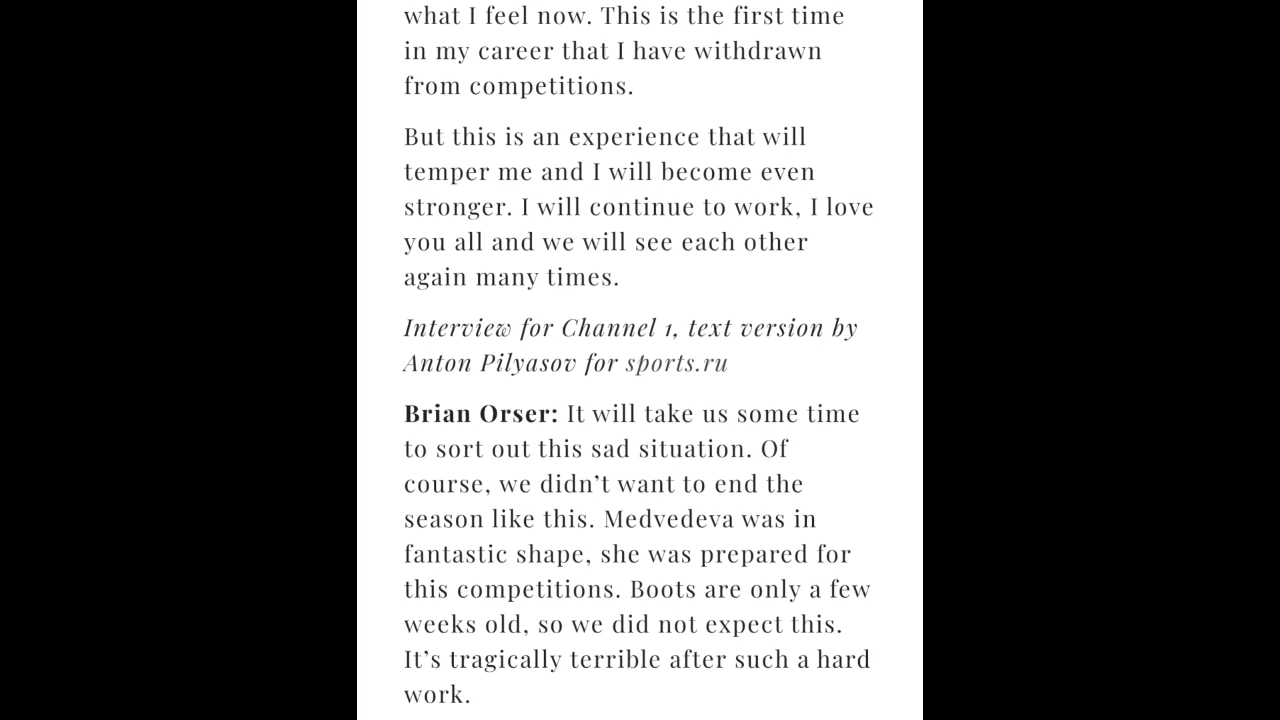 what I feel now. This is the first time
in my career that I have withdrawn
from competitions.
But this is an experience that will
temper me and I will become even
stronger. I will continue to work, I love
you all and we will see each other
again many times.
Interview for Channel 1, text version by
Anton Pilyasov for sports.ru
Brian Orser: It will take us some time
to sort out this sad situation. Of
course, we didn’t want to end the
season like this. Medvedeva was in
fantastic shape, she was prepared for
this competitions. Boots are only a few
weeks old, so we did not expect this.
It’s tragically terrible after such a hard
work.